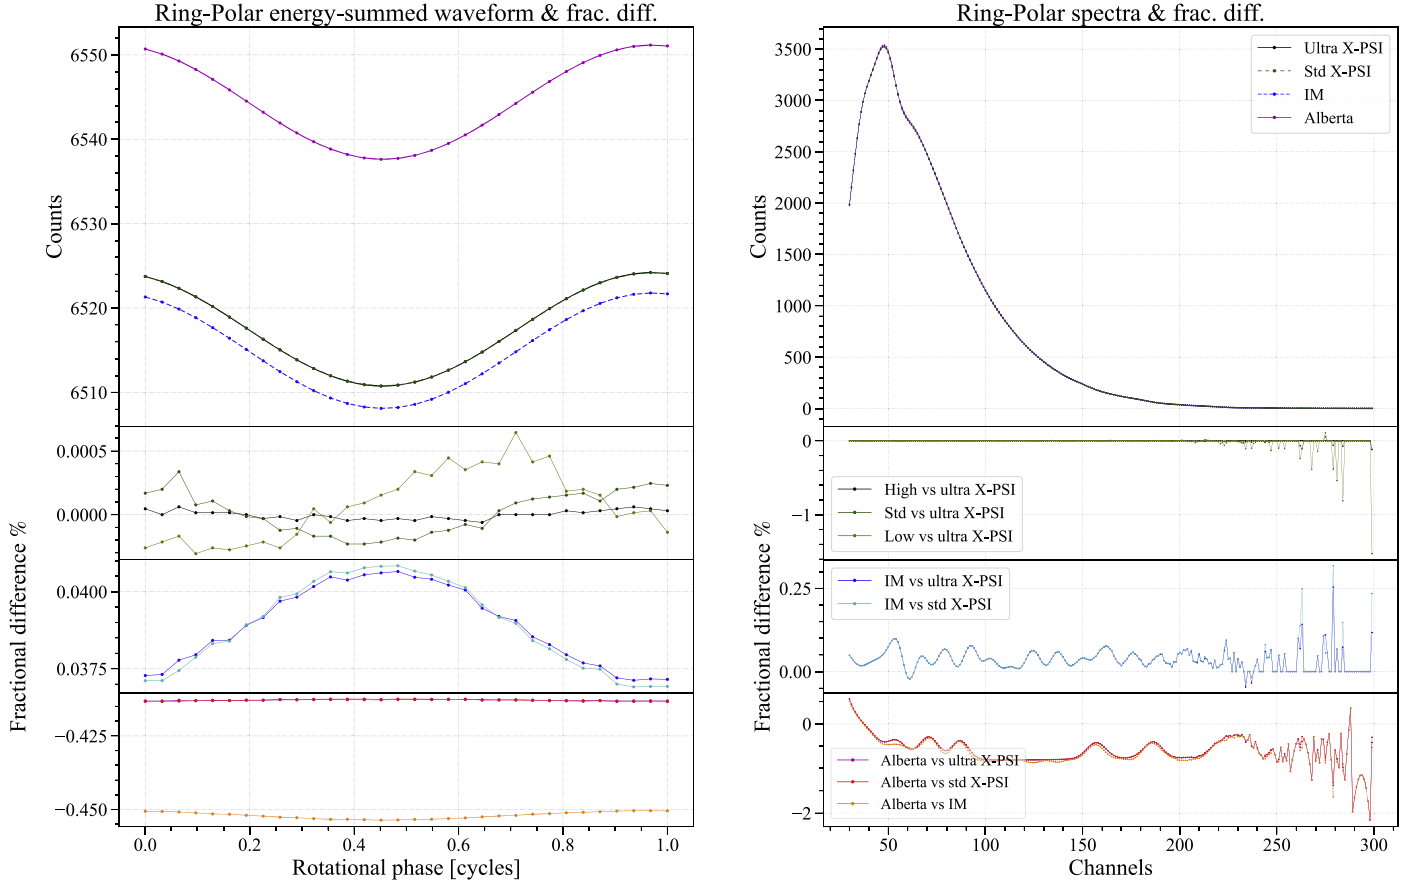 Ring-Polar energy-summed waveform & frac. diff.
Counts
6550
6540
6530
6520
6510
Fractional difference %
0.0005
0.0000
0.0400
0.0375
−0.425
−0.450
0.0
0.2
0.4
0.6
0.8
1.0
Rotational phase [cycles]
Ring-Polar spectra & frac. diff.
Counts
3500
3000
2500
2000
1500
1000
500
0
Ultra X-PSI
Std X-PSI
IM
Alberta
Fractional difference %
0
−1
High vs ultra X-PSI
Std vs ultra X-PSI
Low vs ultra X-PSI
0.25
0.00
IM vs ultra X-PSI
IM vs std X-PSI
0
−2
Alberta vs ultra X-PSI
Alberta vs std X-PSI
Alberta vs IM
50
100
150
200
250
300
Channels